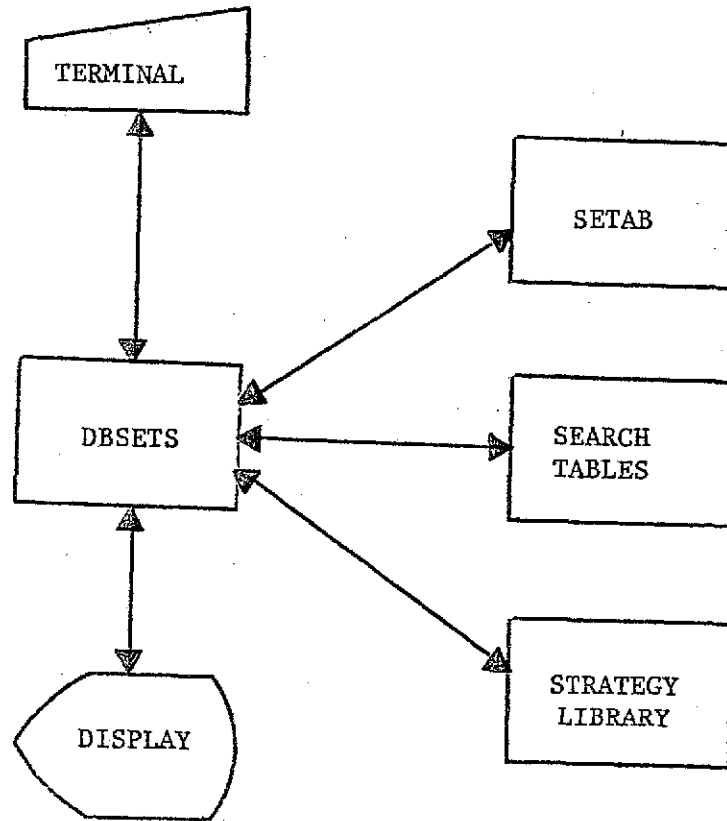 TERMINAL
SETAB
DBSETS
SEARCH
TABLES
STRATEGY
LIBRARY
DISPLAY